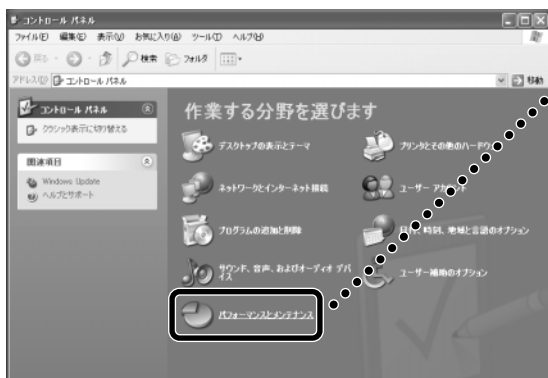 コントロール パネル
ファイル(F) 編集(E) 表示(V) お気に入り(A) ツール(T) ヘルプ(H)
戻る 検索 フォルダ
アドレス(D) コントロール パネル 移動
コントロール パネル
クラシック表示に切り替える
関連項目
Windows Update
ヘルプとサポート
作業する分野を選びます
デスクトップの表示とテーマ
プリンタとその他のハードウェア
ネットワークとインターネット接続
ユーザー アカウント
プログラムの追加と削除
日付、時刻、地域と言語のオプション
サウンド、音声、およびオーディオ デバイス
ユーザー補助のオプション
パフォーマンスとメンテナンス